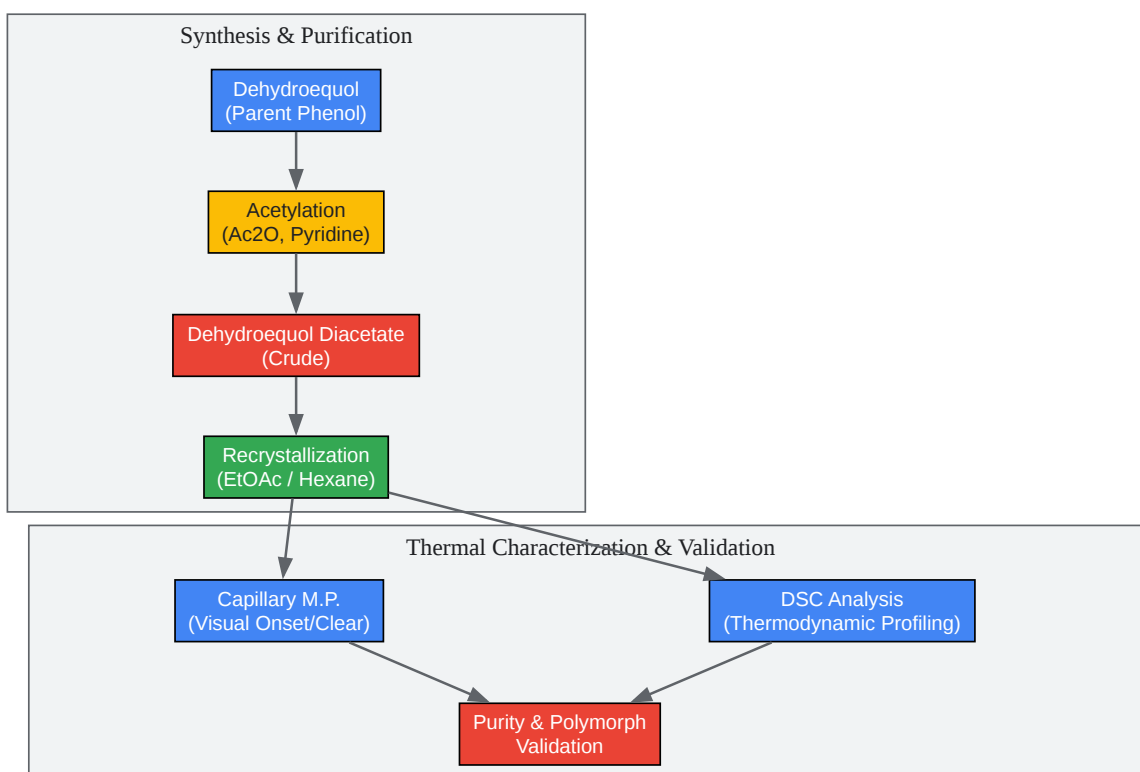 Synthesis & Purification
Dehydroequol
(Parent Phenol)
Acetylation
(Ac2O, Pyridine)
Dehydroequol Diacetate
(Crude)
Recrystallization
(EtOAc / Hexane)
Thermal Characterization & Validation
Capillary M.P.
(Visual Onset/Clear)
DSC Analysis
(Thermodynamic Profiling)
Purity & Polymorph
Validation